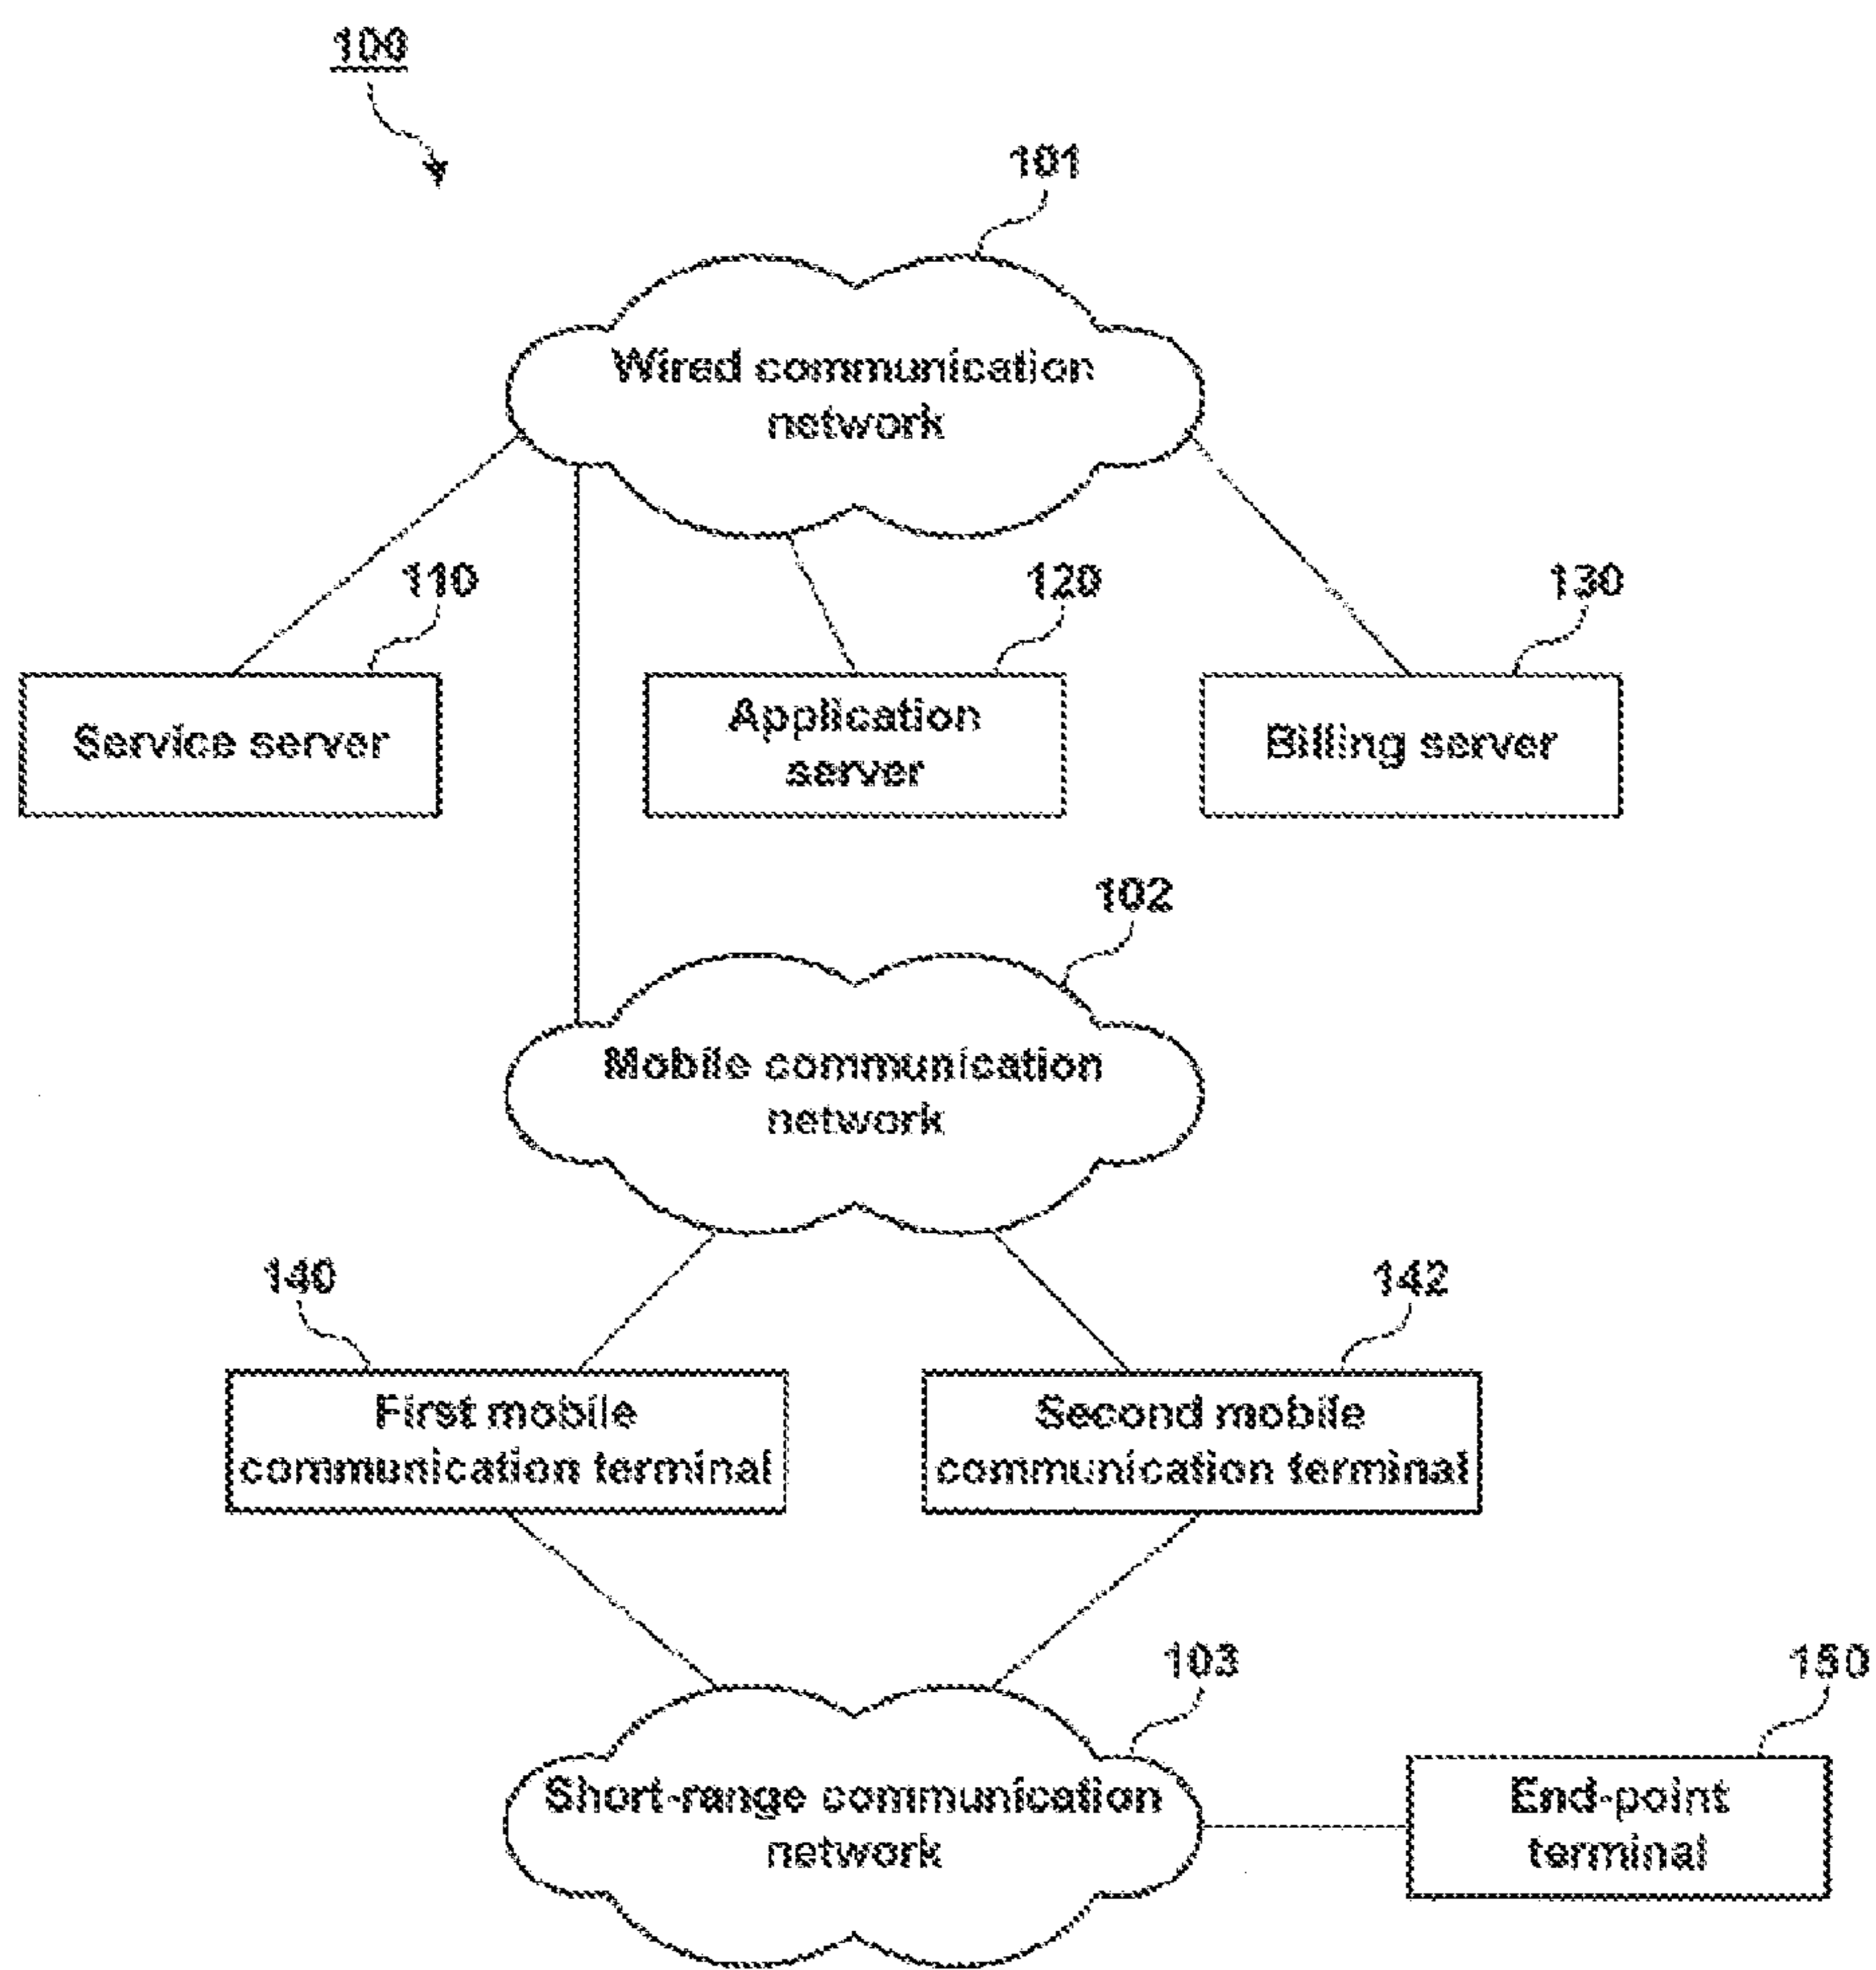 100
101
Wired communication
network
110
120
130
Service server
Application
server
Billing server
102
Mobile communication
network
140
142
First mobile
communication terminal
Second mobile
communication terminal
103
150
Short-range communication
network
End-point
terminal